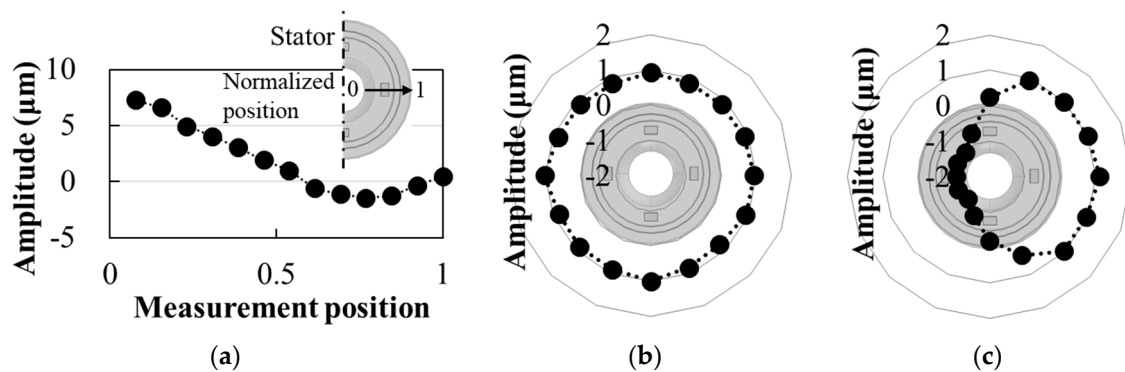 Stator
Normalized
position
0
1
Amplitude (μm)
10
5
0
-5
0
0.5
1
Measurement position
(a)
Amplitude (μm)
2
1
0
-1
-2
(b)
Amplitude (μm)
2
1
0
-1
-2
(c)